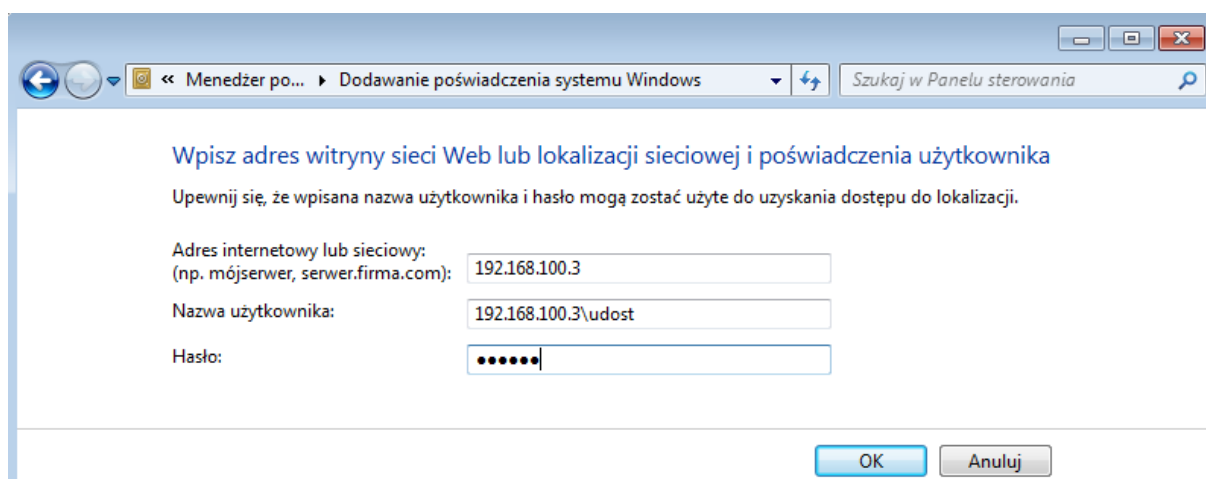 « Menedżer po... ▸ Dodawanie poświadczenia systemu Windows
Szukaj w Panelu sterowania
Wpisz adres witryny sieci Web lub lokalizacji sieciowej i poświadczenia użytkownika
Upewnij się, że wpisana nazwa użytkownika i hasło mogą zostać użyte do uzyskania dostępu do lokalizacji.
Adres internetowy lub sieciowy:
(np. mójserwer, serwer.firma.com): 192.168.100.3
Nazwa użytkownika: 192.168.100.3\udost
Hasło: ●●●●●●
OK Anuluj